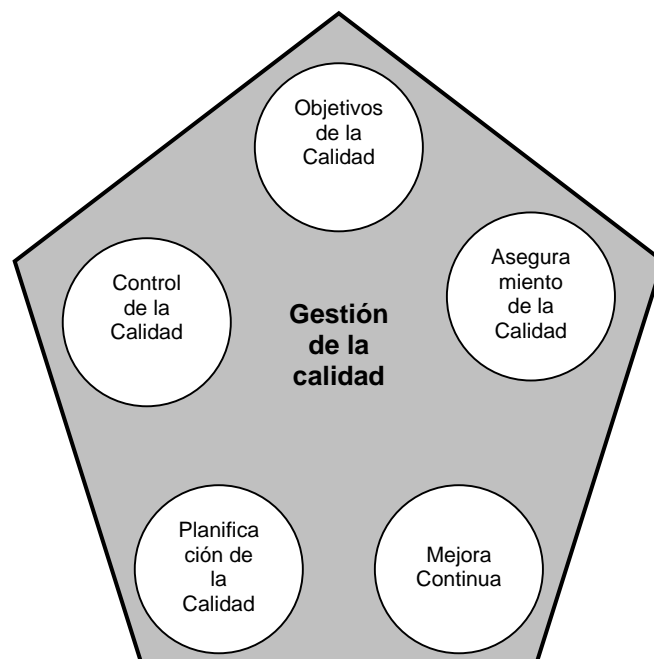 Objetivos
de la
Calidad
Asegura
miento
de la
Calidad
Control
de la
Calidad
Gestión
de la
calidad
Planifica
ción de
la
Calidad
Mejora
Continua